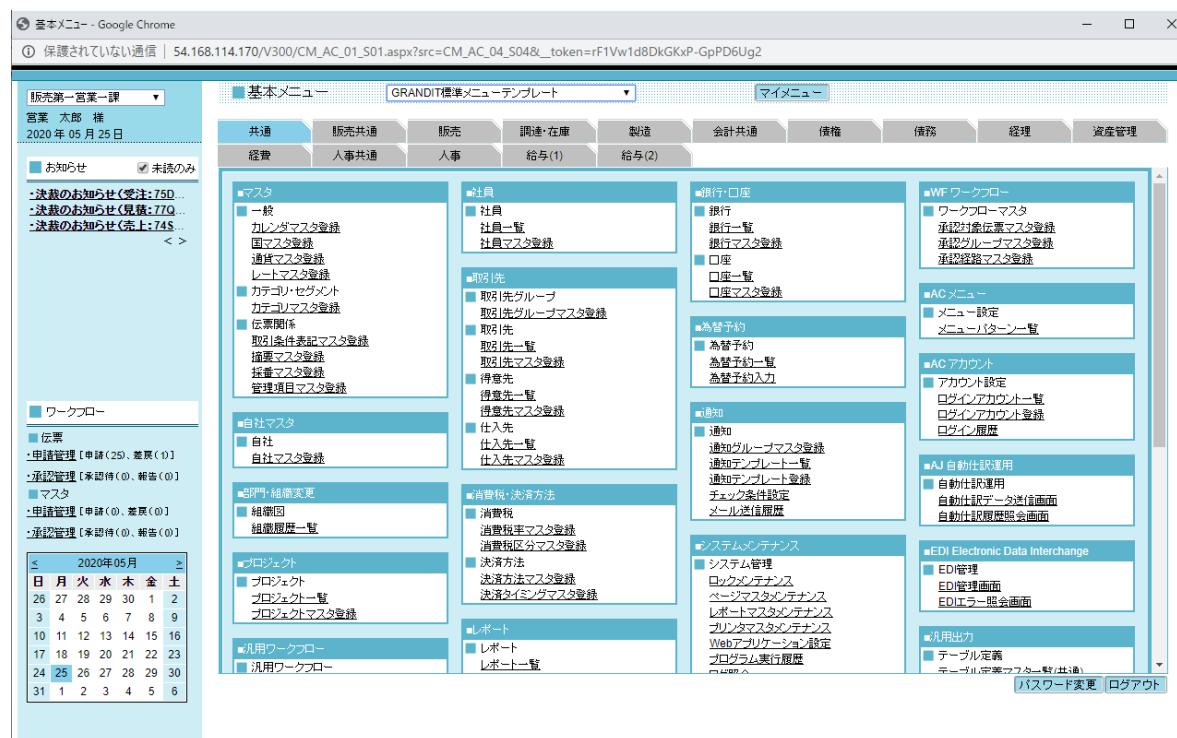 基本メニュー - Google Chrome
保護されていない通信 | 54.168.114.170/V300/CM_AC_01_S01.aspx?src=CM_AC_04_S04&__token=rF1Vw1d8DkGKxP-GpPD6Ug2
販売第一営業一課
営業 太郎 様
2020 年 05 月 25 日
■お知らせ 未読のみ
・決裁のお知らせ(受注:75D...
・決裁のお知らせ(見積:77Q...
・決裁のお知らせ(売上:74S...
< >
■ワークフロー
■伝票
・申請管理 [申請(25)、差戻(1)]
・承認管理 [承認待(0)、報告(0)]
■マスタ
・申請管理 [申請(0)、差戻(0)]
・承認管理 [承認待(0)、報告(0)]
≤ 2020年05月 ≥
日 月 火 水 木 金 土
26 27 28 29 30 1 2
3 4 5 6 7 8 9
10 11 12 13 14 15 16
17 18 19 20 21 22 23
24 25 26 27 28 29 30
31 1 2 3 4 5 6
■基本メニュー GRANDIT標準メニューテンプレート マイメニュー
共通 販売共通 販売 調達・在庫 製造 会計共通 債権 債務 経理 資産管理
経費 人事共通 人事 給与(1) 給与(2)
■マスタ
■一般
カレンダマスタ登録
国マスタ登録
通貨マスタ登録
レートマスタ登録
■カテゴリ・セグメント
カテゴリマスタ登録
■伝票関係
取引条件表記マスタ登録
摘要マスタ登録
採番マスタ登録
管理項目マスタ登録
■自社マスタ
■自社
自社マスタ登録
■部門・組織変更
■組織図
組織履歴一覧
■プロジェクト
■プロジェクト
プロジェクト一覧
プロジェクトマスタ登録
■汎用ワークフロー
■汎用ワークフロー
■社員
■社員
社員一覧
社員マスタ登録
■取引先
■取引先グループ
取引先グループマスタ登録
■取引先
取引先一覧
取引先マスタ登録
■得意先
得意先一覧
得意先マスタ登録
■仕入先
仕入先一覧
仕入先マスタ登録
■消費税・決済方法
■消費税
消費税率マスタ登録
消費税区分マスタ登録
■決済方法
決済方法マスタ登録
決済タイミングマスタ登録
■レポート
■レポート
レポート一覧
■銀行・口座
■銀行
銀行一覧
銀行マスタ登録
■口座
口座一覧
口座マスタ登録
■為替予約
■為替予約
為替予約一覧
為替予約入力
■通知
■通知
通知グループマスタ登録
通知テンプレート一覧
通知テンプレート登録
チェック条件設定
メール送信履歴
■システムメンテナンス
■システム管理
ロックメンテナンス
ページマスタメンテナンス
レポートマスタメンテナンス
プリンタマスタメンテナンス
Webアプリケーション設定
プログラム実行履歴
ログ照会
■WF ワークフロー
■ワークフローマスタ
承認対象伝票マスタ登録
承認グループマスタ登録
承認経路マスタ登録
■AC メニュー
■メニュー設定
メニューパターン一覧
■AC アカウント
■アカウント設定
ログインアカウント一覧
ログインアカウント登録
ログイン履歴
■AJ 自動仕訳運用
■自動仕訳運用
自動仕訳データ送信画面
自動仕訳履歴照会画面
■EDI Electronic Data Interchange
■EDI管理
EDI管理画面
EDIエラー照会画面
■汎用出力
■テーブル定義
テーブル定義マスター覧(共通)
パスワード変更 ログアウト